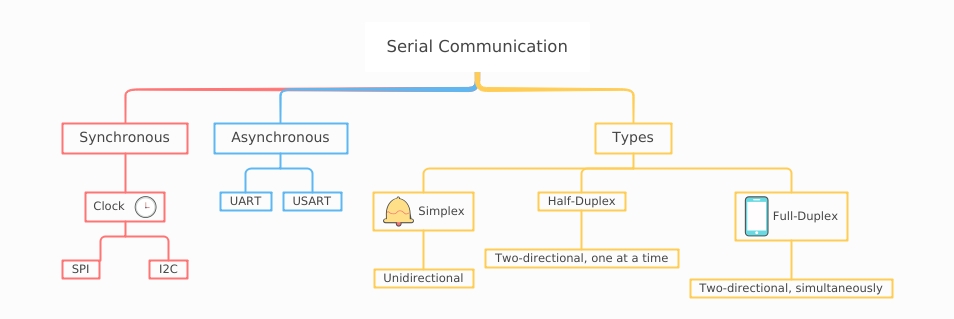 Serial Communication
Synchronous
Asynchronous
Types
Clock
UART
USART
Simplex
Half-Duplex
Full-Duplex
SPI
I2C
Unidirectional
Two-directional, one at a time
Two-directional, simultaneously